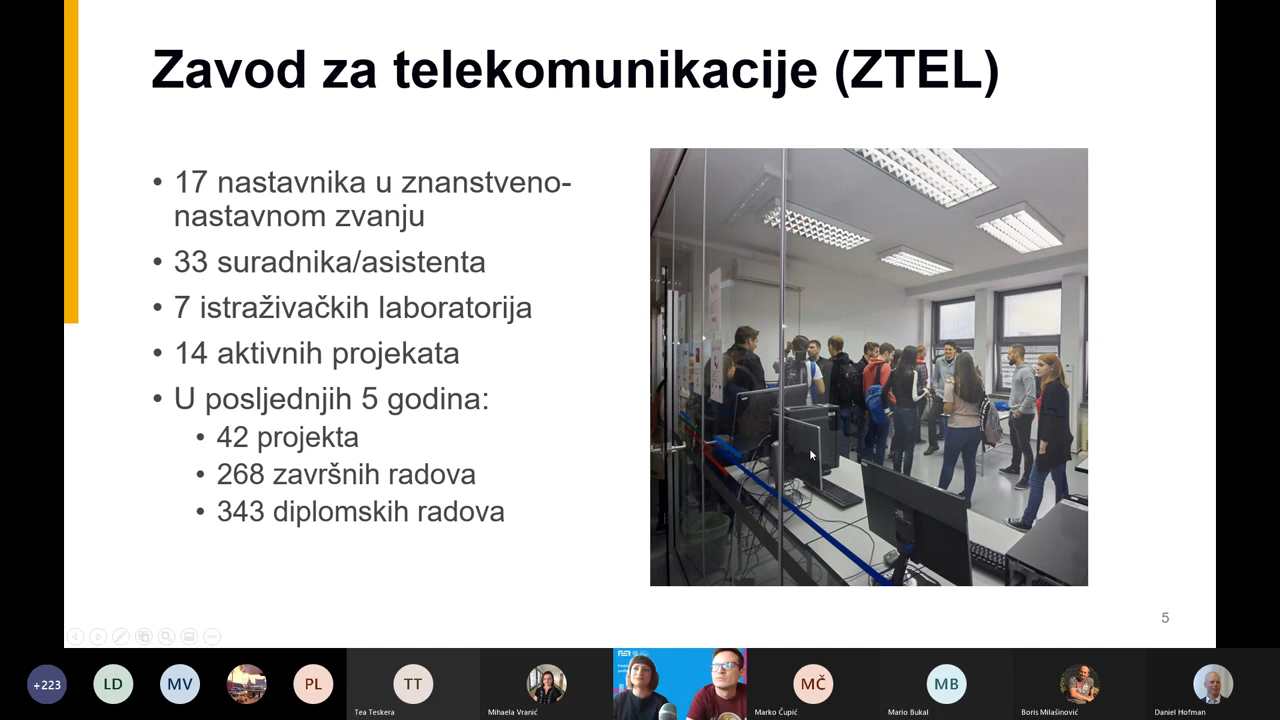 Zavod za telekomunikacije (ZTEL)
• 17 nastavnika u znanstveno-
nastavnom zvanju
• 33 suradnika/asistenta
• 7 istraživačkih laboratorija
• 14 aktivnih projekata
• U posljednjih 5 godina:
• 42 projekta
• 268 završnih radova
• 343 diplomskih radova
5
+223
LD
MV
PL
TT
MČ
MB
FER
Tea Teskera
Mihaela Vranić
Marko Čupić
Mario Bukal
Boris Milašinović
Daniel Hofman